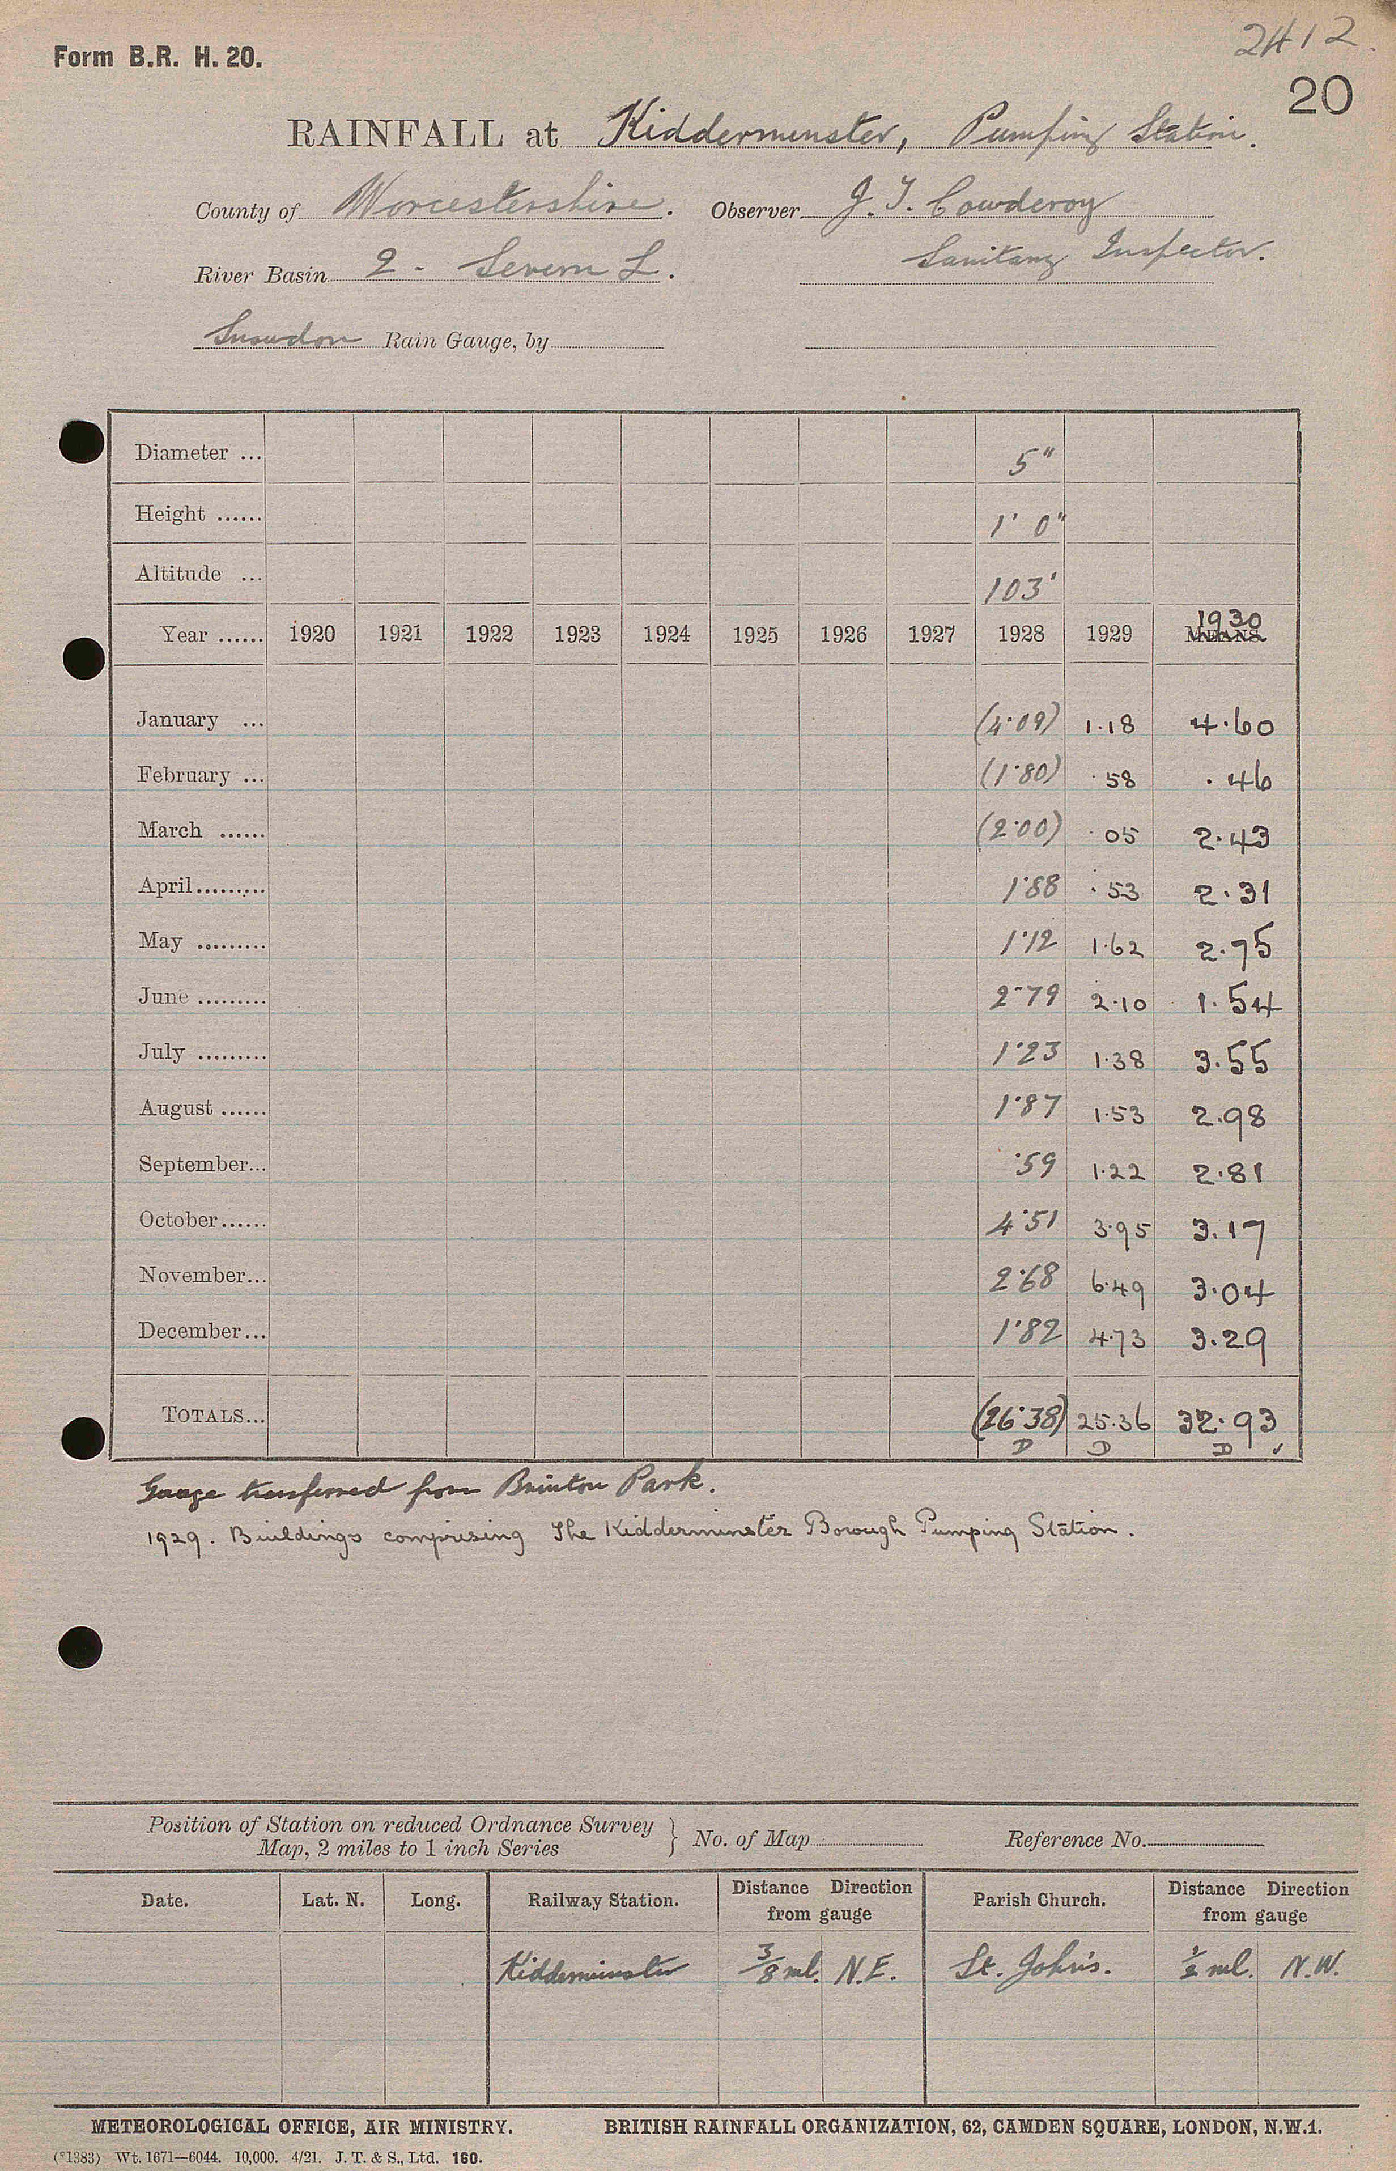 2412.
Form B.R. H. 20.
20
RAINFALL at Kidderminster, Pumping Station.
County of Worcestershire. Observer J. T. Cowderoy
River Basin 2 - Severn L. Sanitary Inspector.
Snowdon Rain Gauge, by
Diameter ... 5"
Height ...... 1' 0"
Altitude ... 103'
Year ...... 1920 1921 1922 1923 1924 1925 1926 1927 1928 1929 MEANS 1930
January ... (4·09) 1·18 4·60
February ... (1·80) ·58 ·46
March ...... (2·00) ·05 2·43
April......... 1·88 ·53 2·31
May ......... 1·12 1·62 2·75
June ......... 2·79 2·10 1·54
July ......... 1·23 1·38 3·55
August ...... 1·87 1·53 2·98
September... ·59 1·22 2·81
October...... 4·51 3·95 3·17
November... 2·68 6·49 3·04
December... 1·82 4·73 3·29
TOTALS... (26·38) 25·36 32·93
D D D ✓
Gauge transferred from Brinton Park.
1929. Buildings comprising The Kidderminster Borough Pumping Station.
Position of Station on reduced Ordnance Survey
Map, 2 miles to 1 inch Series } No. of Map Reference No.
Date. Lat. N. Long. Railway Station. Distance Direction from gauge Parish Church. Distance Direction from gauge
Kidderminster 3/8 ml. N.E. St. John's. 1/2 ml. N.W.
METEOROLOGICAL OFFICE, AIR MINISTRY. BRITISH RAINFALL ORGANIZATION, 62, CAMDEN SQUARE, LONDON, N.W.1.
(*1383) Wt. 1671—6044. 10,000. 4/21. J. T. & S., Ltd. 160.